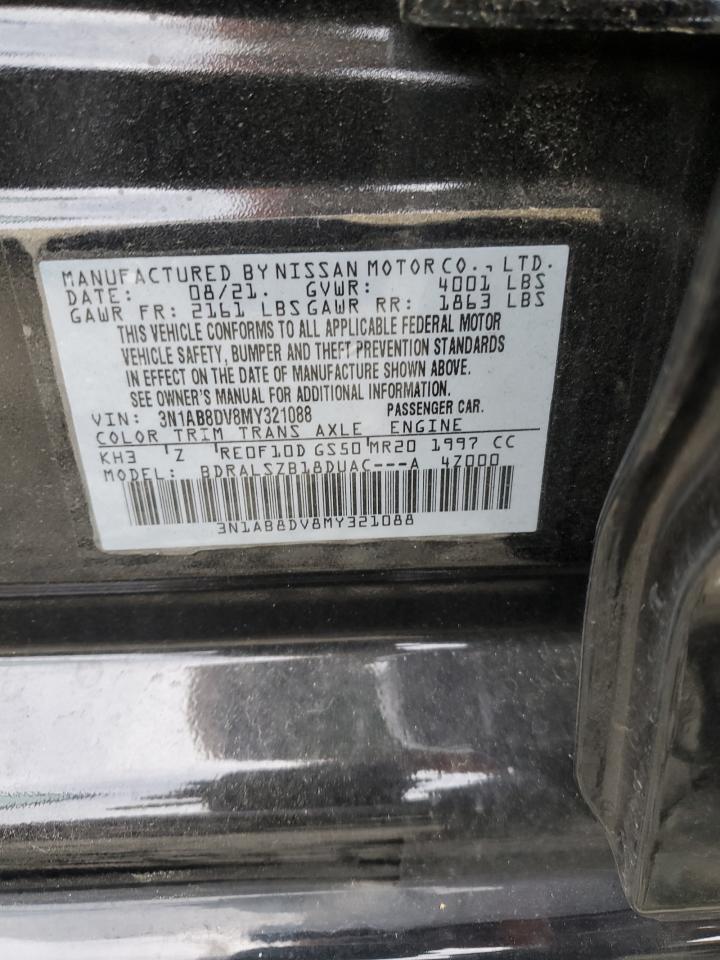 MANUFACTURED BY NISSAN MOTOR CO., LTD.
DATE: 08/21. GVWR: 4001 LBS
GAWR FR: 2161 LBS GAWR RR: 1863 LBS
THIS VEHICLE CONFORMS TO ALL APPLICABLE FEDERAL MOTOR
VEHICLE SAFETY, BUMPER AND THEFT PREVENTION STANDARDS
IN EFFECT ON THE DATE OF MANUFACTURE SHOWN ABOVE.
SEE OWNER'S MANUAL FOR ADDITIONAL INFORMATION.
VIN: 3N1AB8DV8MY321088 PASSENGER CAR.
COLOR TRIM TRANS AXLE ENGINE
KH3 Z RE0F10D GS50 MR20 1997 CC
MODEL: BDRALSZB18DUAC---A 4Z000
3N1AB8DV8MY321088